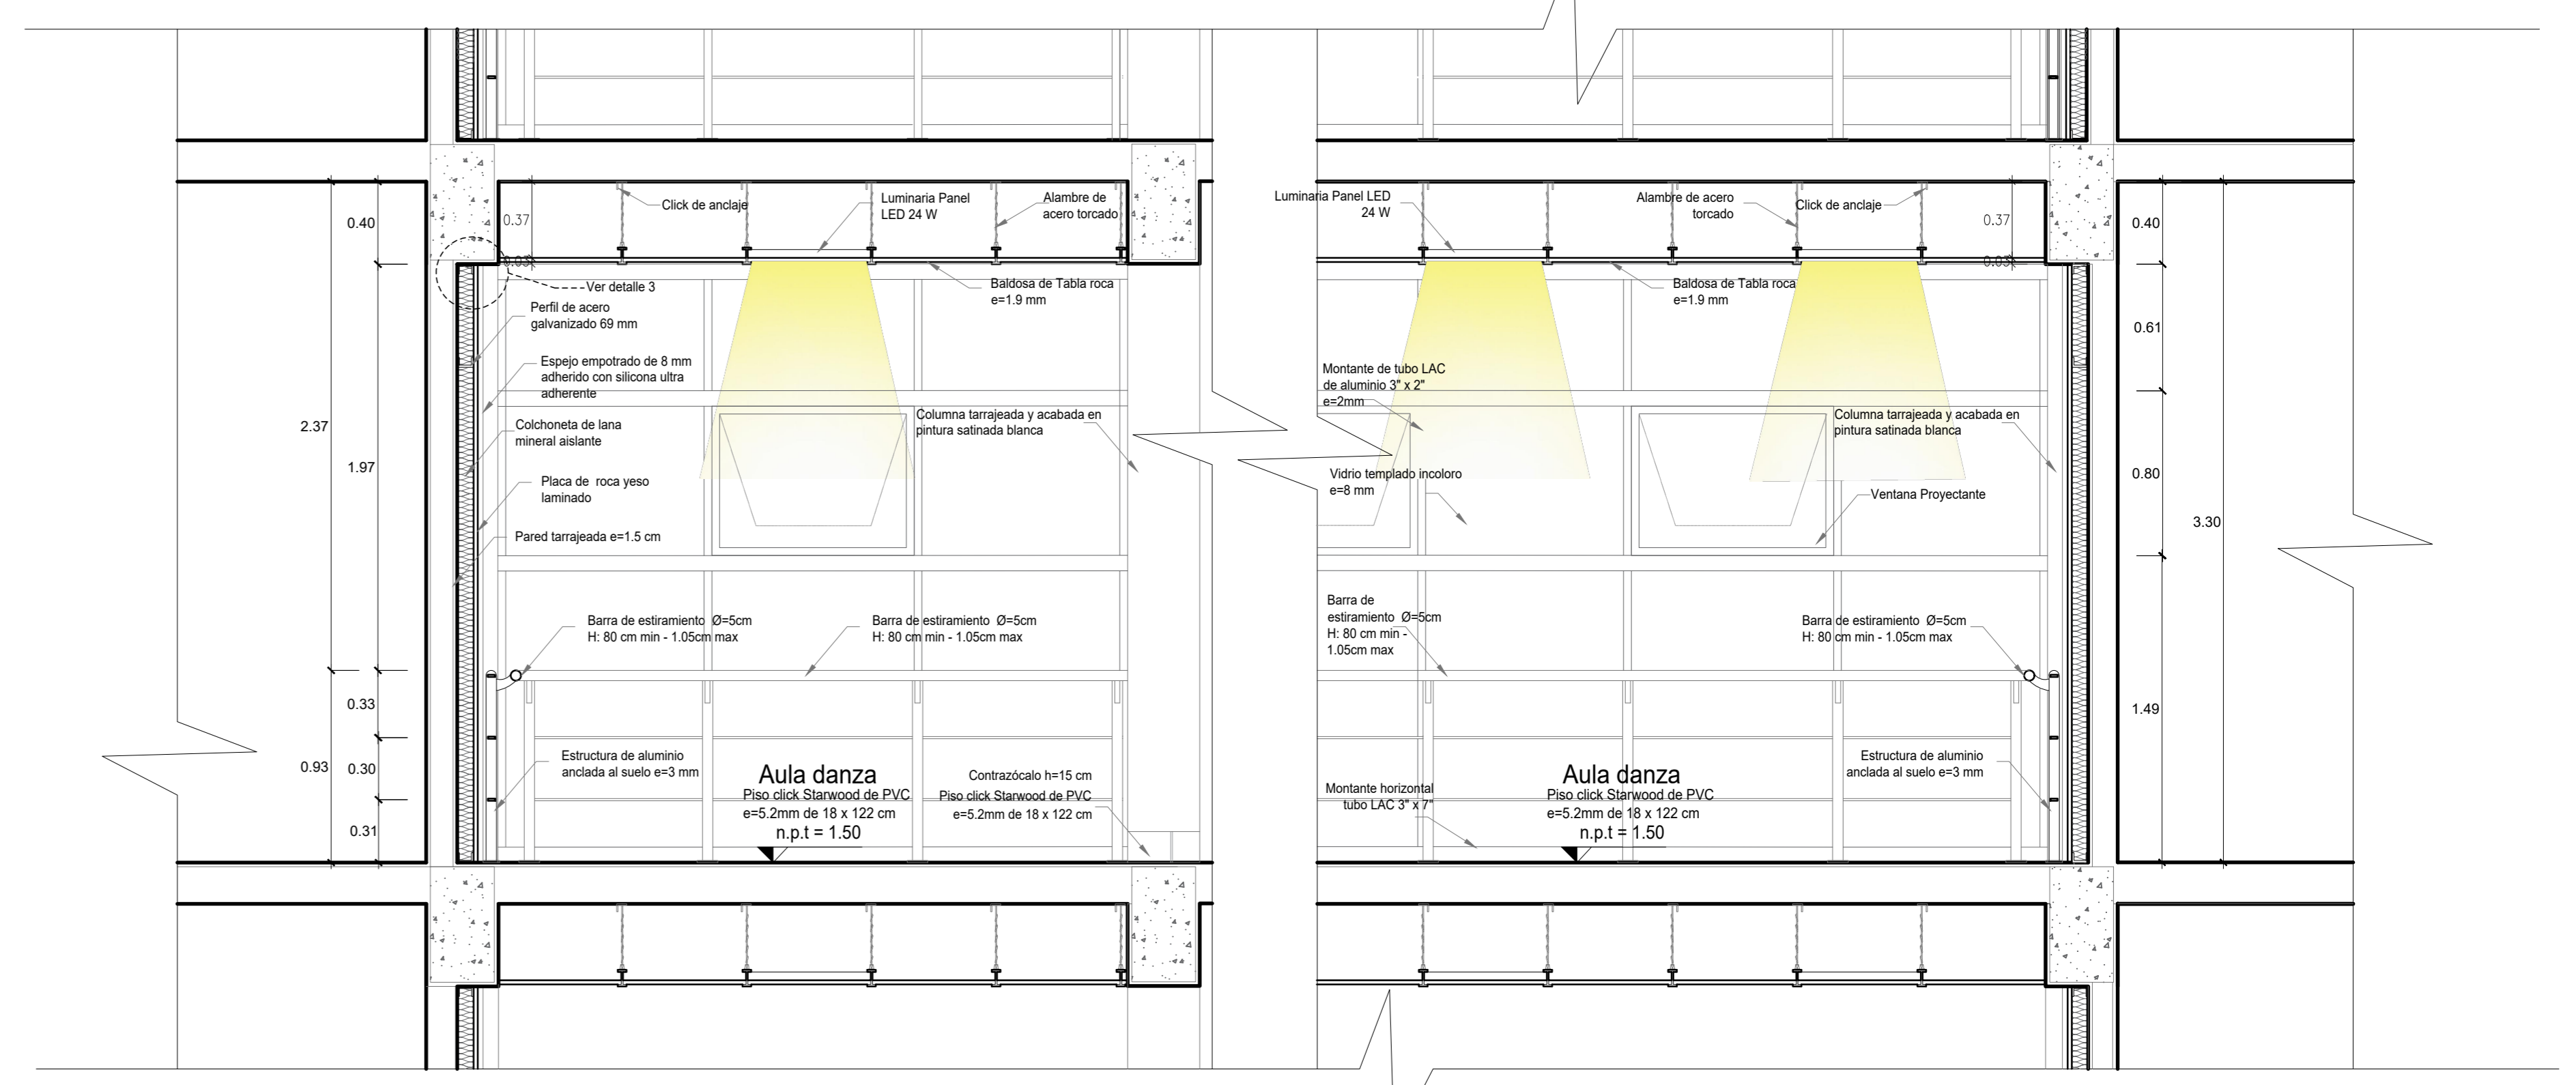 0.40
0.37
0.03
Click de anclaje
Luminaria Panel
LED 24 W
Alambre de
acero torcado
Luminaria Panel LED
24 W
Alambre de acero
torcado
Click de anclaje
0.37
0.03
0.40
Ver detalle 3
Perfil de acero
galvanizado 69 mm
Baldosa de Tabla roca
e=1.9 mm
Baldosa de Tabla roca
e=1.9 mm
0.61
Espejo empotrado de 8 mm
adherido con silicona ultra
adherente
Montante de tubo LAC
de aluminio 3" x 2"
e=2mm
2.37
1.97
Colchoneta de lana
mineral aislante
Columna tarrajeada y acabada en
pintura satinada blanca
Columna tarrajeada y acabada en
pintura satinada blanca
Placa de roca yeso
laminado
Vidrio templado incoloro
e=8 mm
Ventana Proyectante
0.80
3.30
Pared tarrajeada e=1.5 cm
Barra de estiramiento Ø=5cm
H: 80 cm min - 1.05cm max
Barra de estiramiento Ø=5cm
H: 80 cm min - 1.05cm max
Barra de
estiramiento Ø=5cm
H: 80 cm min -
1.05cm max
Barra de estiramiento Ø=5cm
H: 80 cm min - 1.05cm max
0.33
1.49
0.93
0.30
0.31
Estructura de aluminio
anclada al suelo e=3 mm
Aula danza
Piso click Starwood de PVC
e=5.2mm de 18 x 122 cm
n.p.t = 1.50
Contrazócalo h=15 cm
Piso click Starwood de PVC
e=5.2mm de 18 x 122 cm
Montante horizontal
tubo LAC 3" x 7"
Aula danza
Piso click Starwood de PVC
e=5.2mm de 18 x 122 cm
n.p.t = 1.50
Estructura de aluminio
anclada al suelo e=3 mm